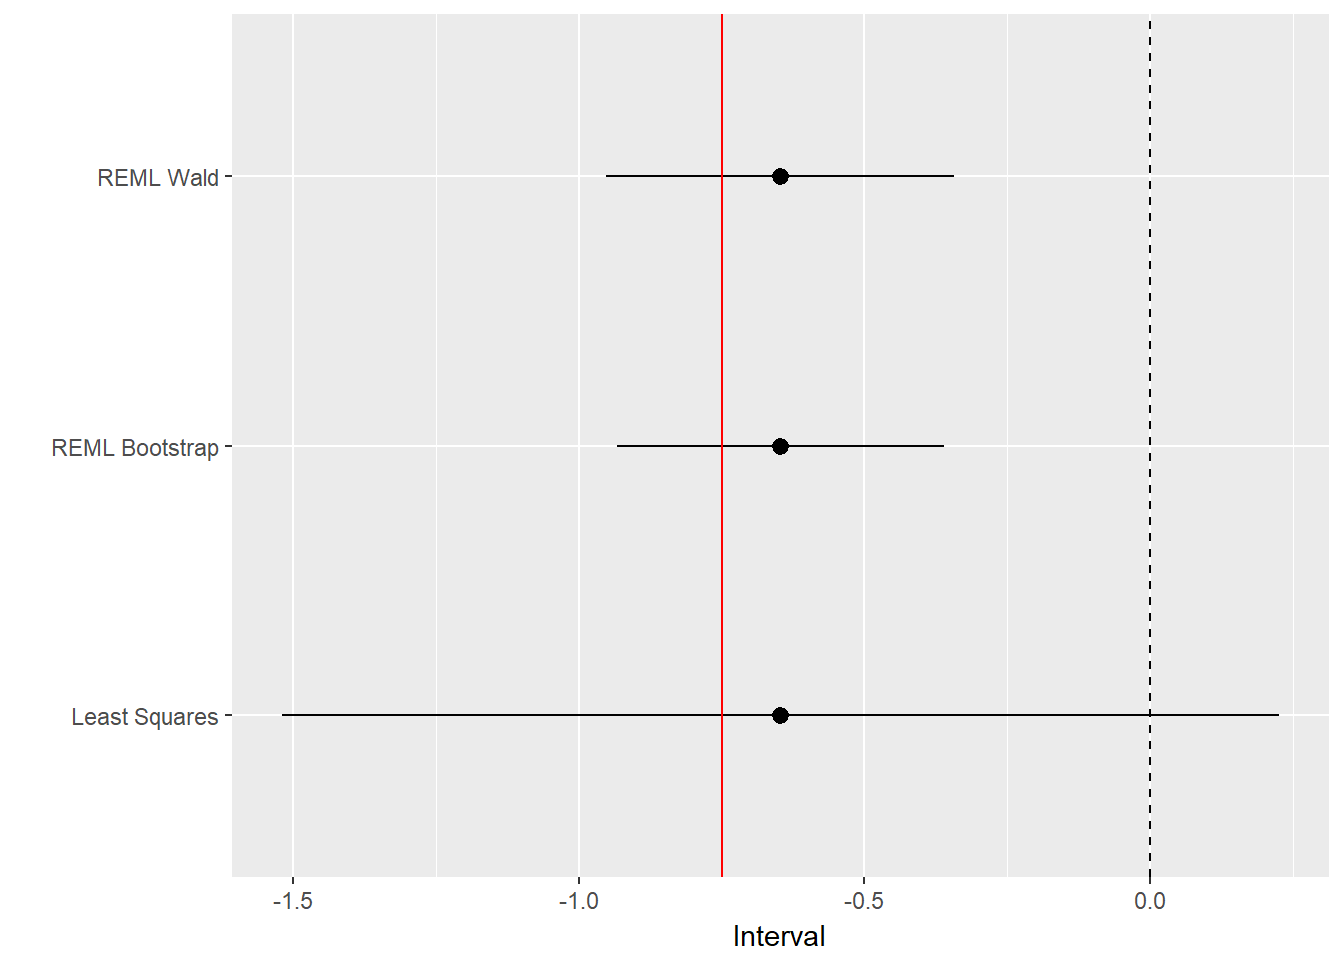 REML Wald
REML Bootstrap
Least Squares
-1.5 -1.0 -0.5 0.0
Interval